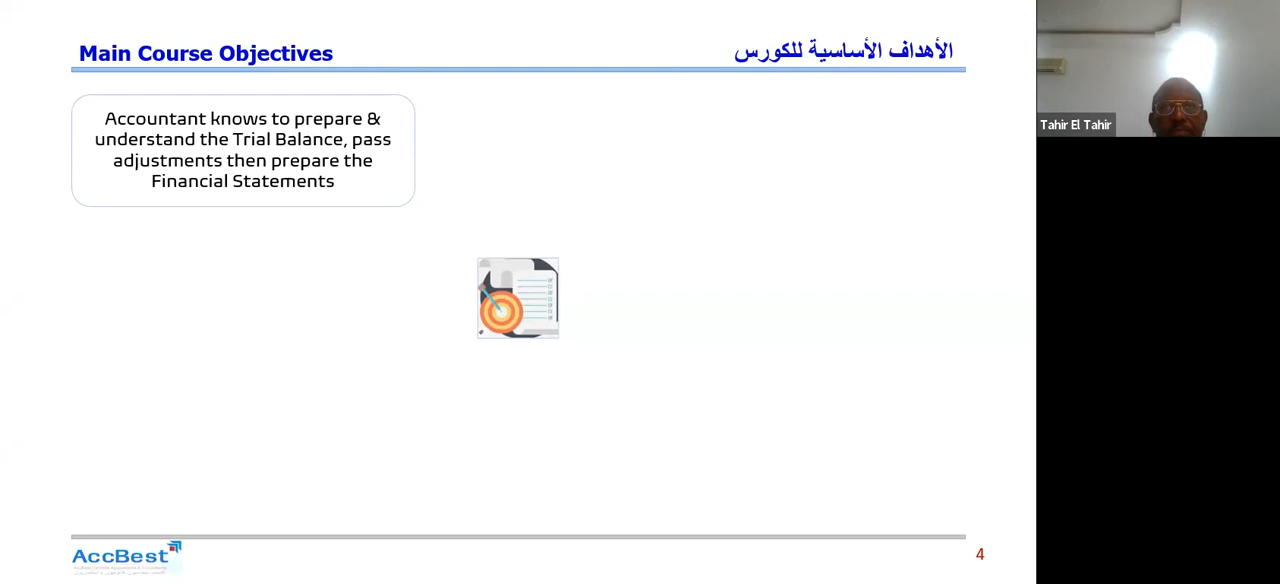 Main Course Objectives
الأهداف الأساسية للكورس
Accountant knows to prepare &
understand the Trial Balance, pass
adjustments then prepare the
Financial Statements
Tahir El Tahir
AccBest
4